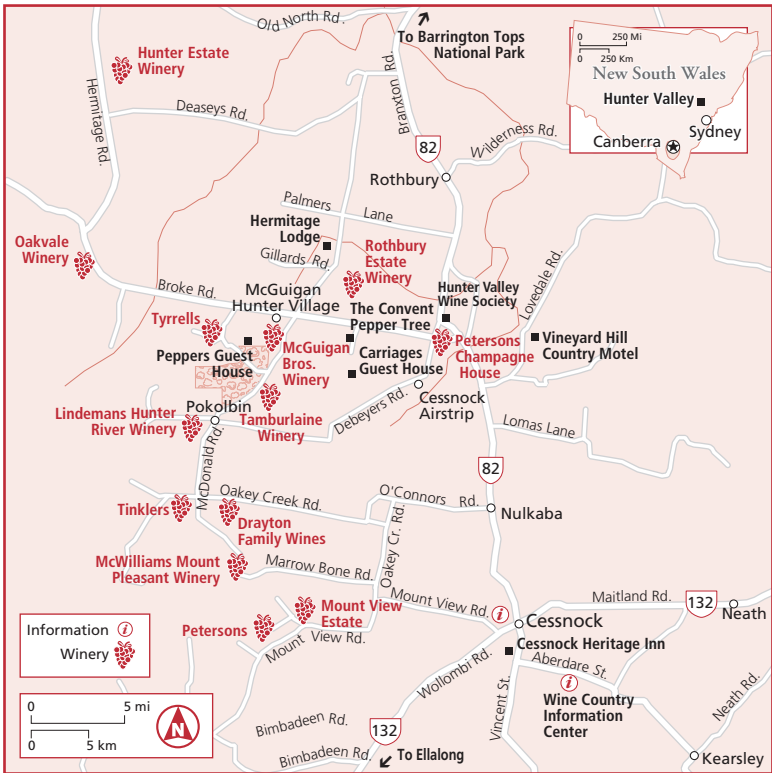 Old North Rd.
To Barrington Tops
National Park
0 250 Mi
0 250 Km
New South Wales
Hunter Valley
Sydney
Canberra
Hunter Estate
Winery
Hermitage Rd.
Deaseys Rd.
Branxton Rd.
82
Wilderness Rd.
Rothbury
Palmers Lane
Hermitage
Lodge
Gillards Rd.
Rothbury
Estate
Winery
Lovedale Rd.
Oakvale
Winery
Broke Rd.
McGuigan
Hunter Village
Hunter Valley
Wine Society
The Convent
Pepper Tree
Tyrrells
Peppers Guest
House
McGuigan
Bros.
Winery
Carriages
Guest House
Petersons
Champagne
House
Vineyard Hill
Country Motel
Cessnock
Airstrip
Debeyers Rd.
Lindemans Hunter
River Winery
Pokolbin
Tamburlaine
Winery
Lomas Lane
McDonald Rd.
82
Tinklers
Oakey Creek Rd.
O'Connors Rd.
Nulkaba
Drayton
Family Wines
Oakey Cr. Rd.
McWilliams Mount
Pleasant Winery
Marrow Bone Rd.
Mount View Rd.
i
Maitland Rd.
132
Neath
Mount View
Estate
Petersons
Mount View Rd.
Cessnock
Cessnock Heritage Inn
Information i
Winery
Wollombi Rd.
Aberdare St.
i
Wine Country
Information
Center
Vincent St.
Neath Rd.
Kearsley
0 5 mi
0 5 km
N
Bimbadeen Rd.
132
Bimbadeen Rd.
To Ellalong